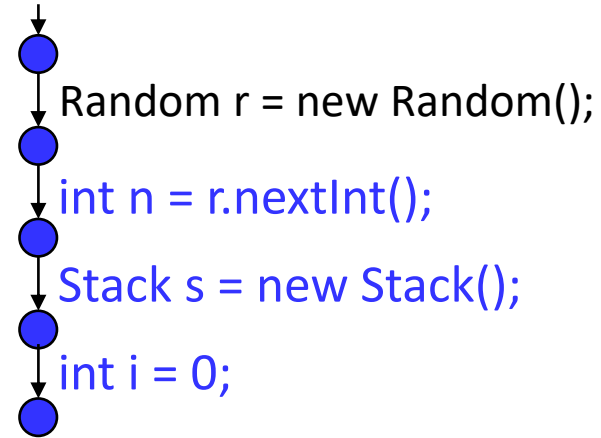 Random r = new Random();
int n = r.nextInt();
Stack s = new Stack();
int i = 0;